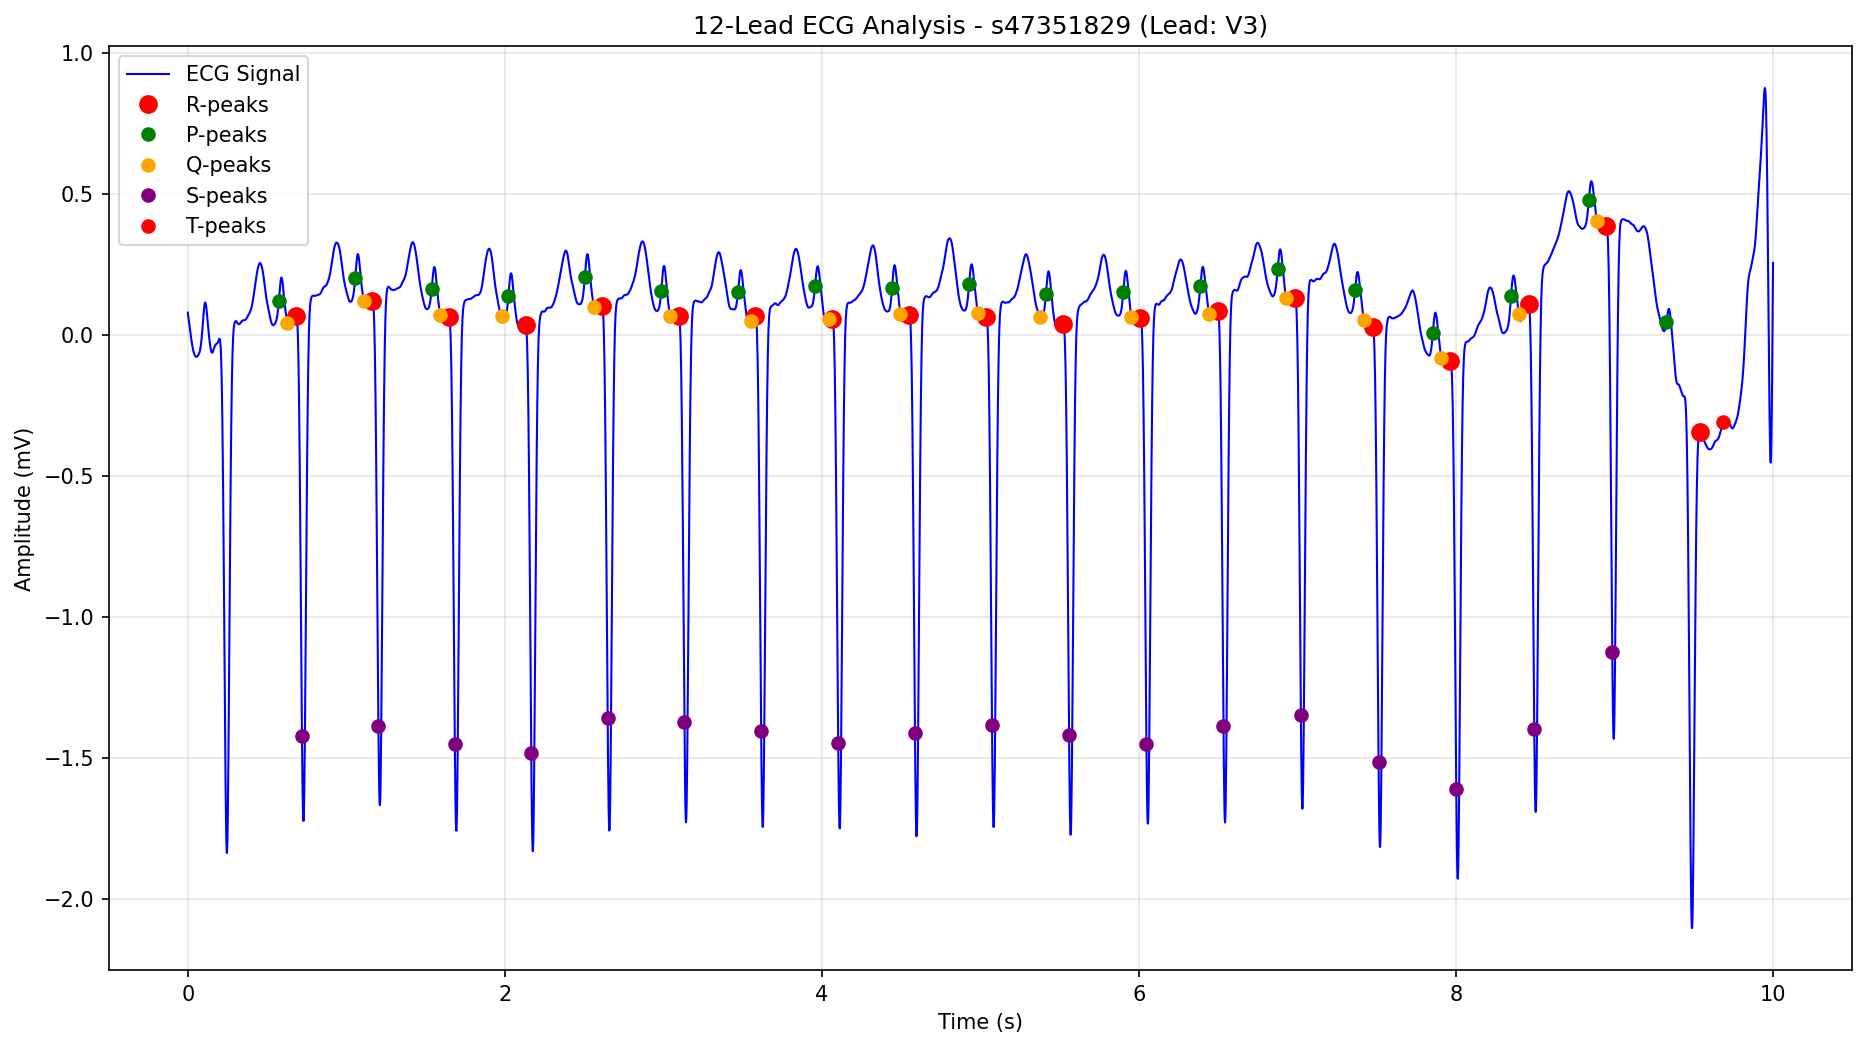 12-Lead ECG Analysis - s47351829 (Lead: V3)
ECG Signal
R-peaks
P-peaks
Q-peaks
S-peaks
T-peaks
1.0
0.5
0.0
−0.5
−1.0
−1.5
−2.0
Amplitude (mV)
0 2 4 6 8 10
Time (s)